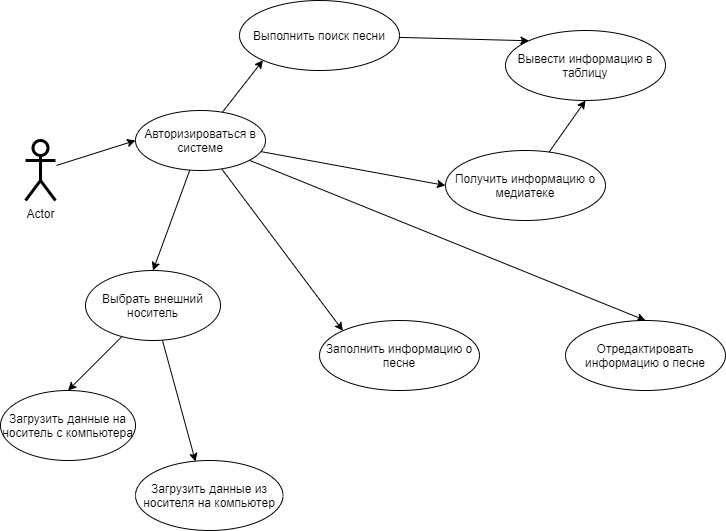 Выполнить поиск песни
Вывести информацию в
таблицу
Авторизироваться в
системе
Получить информацию о
медиатеке
Actor
Выбрать внешний
носитель
Заполнить информацию о
песне
Отредактировать
информацию о песне
Загрузить данные на
носитель с компьютера
Загрузить данные из
носителя на компьютер